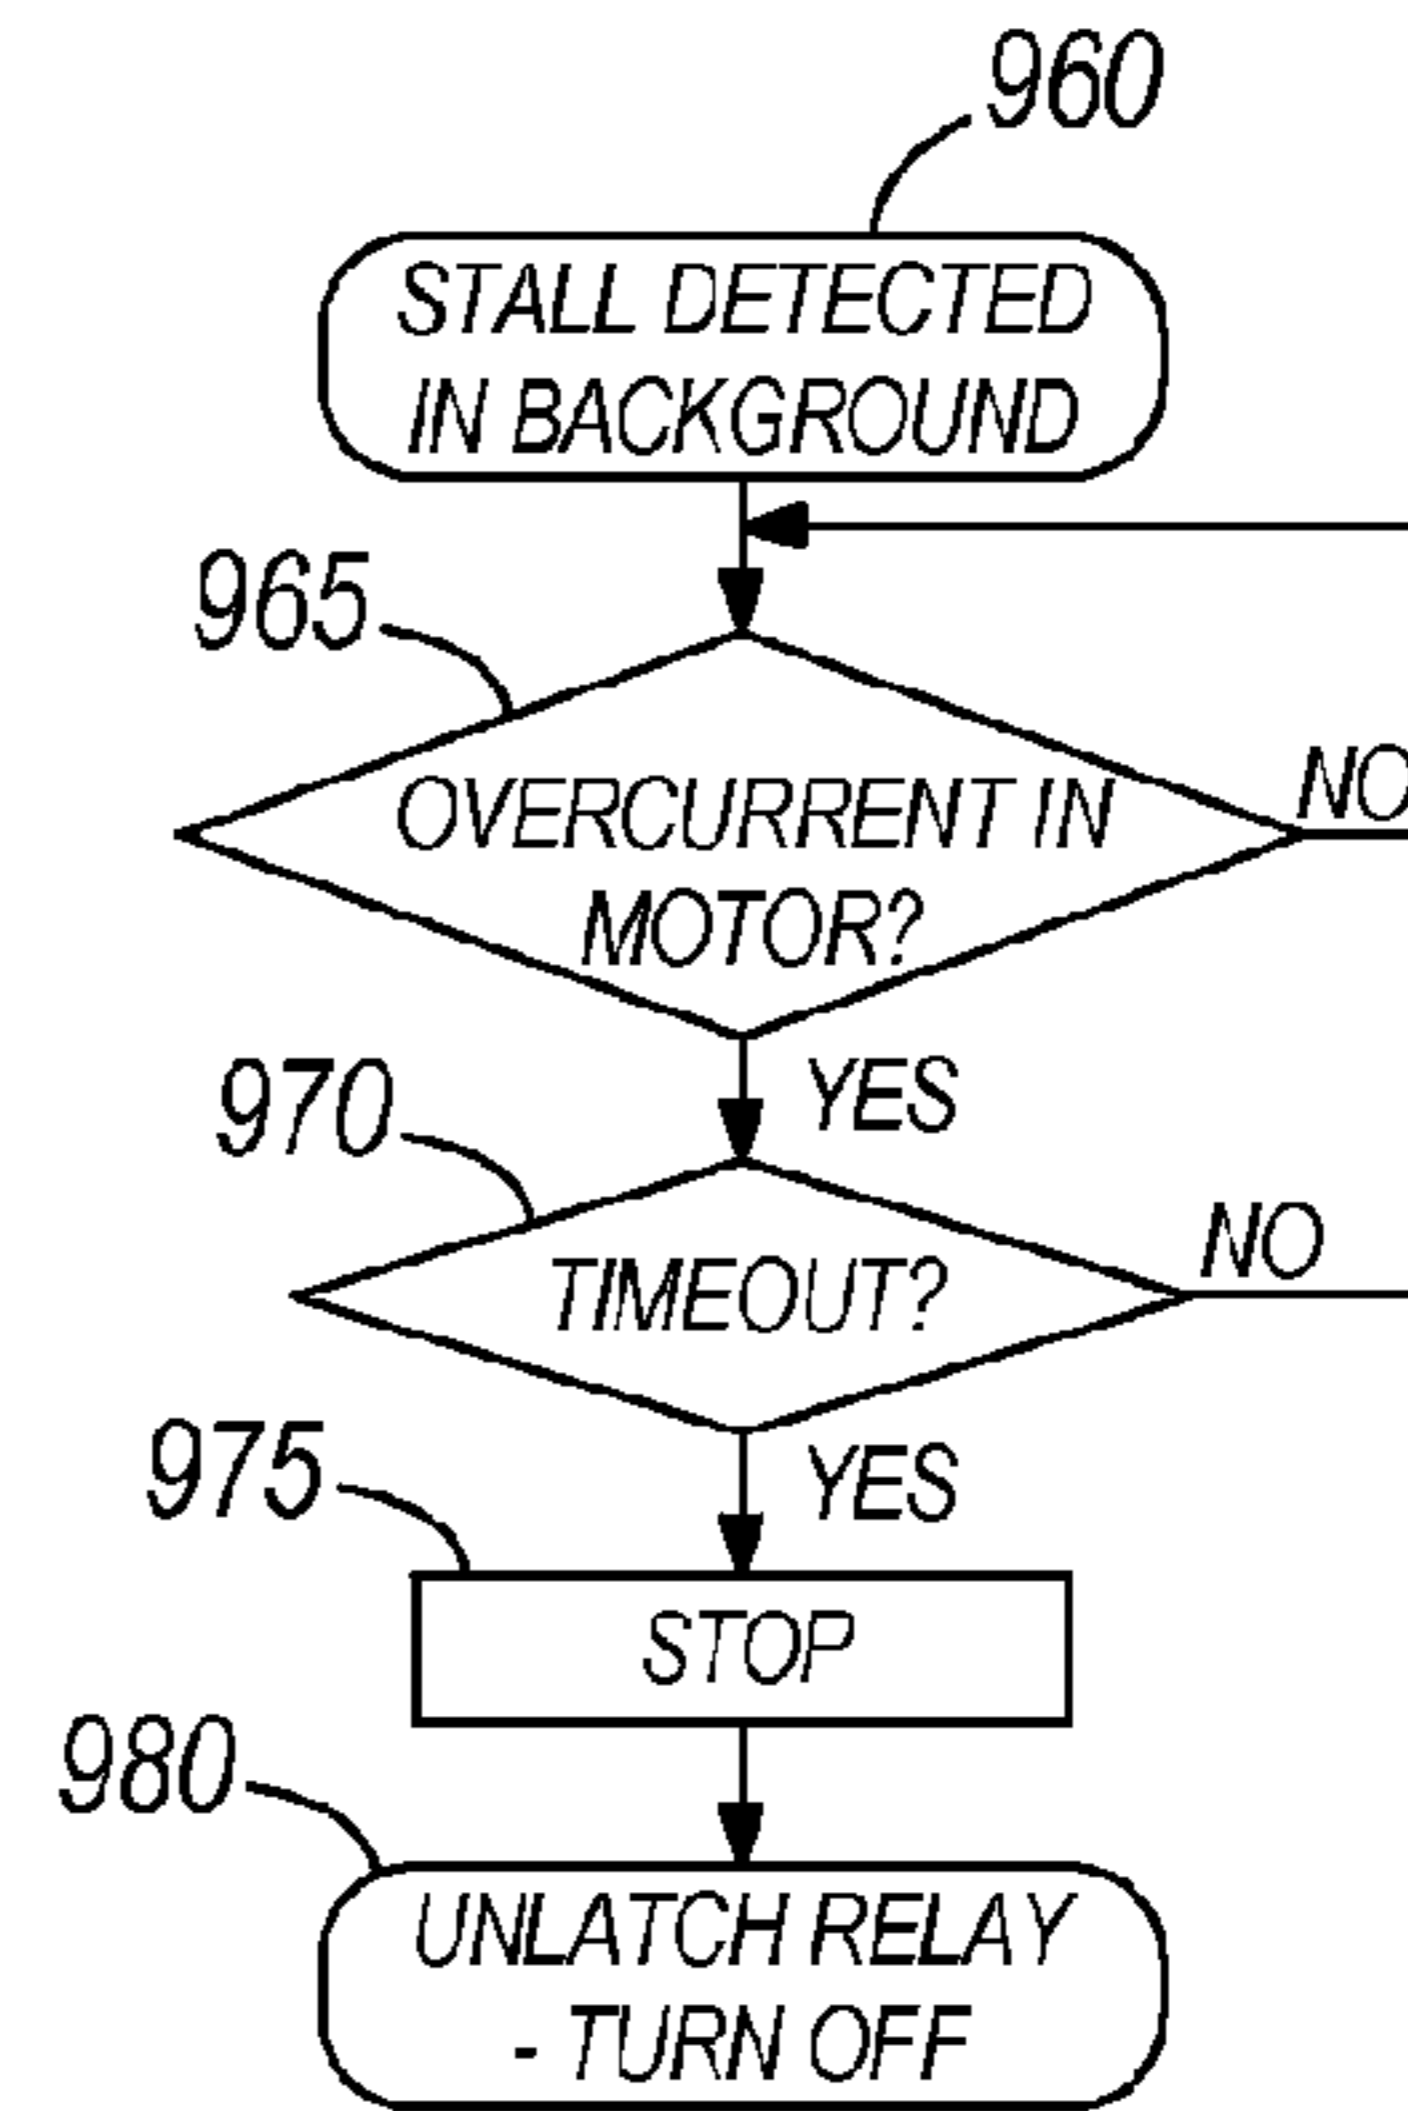 960
STALL DETECTED
IN BACKGROUND
965
OVERCURRENT IN
MOTOR?
NO
YES
970
TIMEOUT?
NO
YES
975
STOP
980
UNLATCH RELAY
- TURN OFF